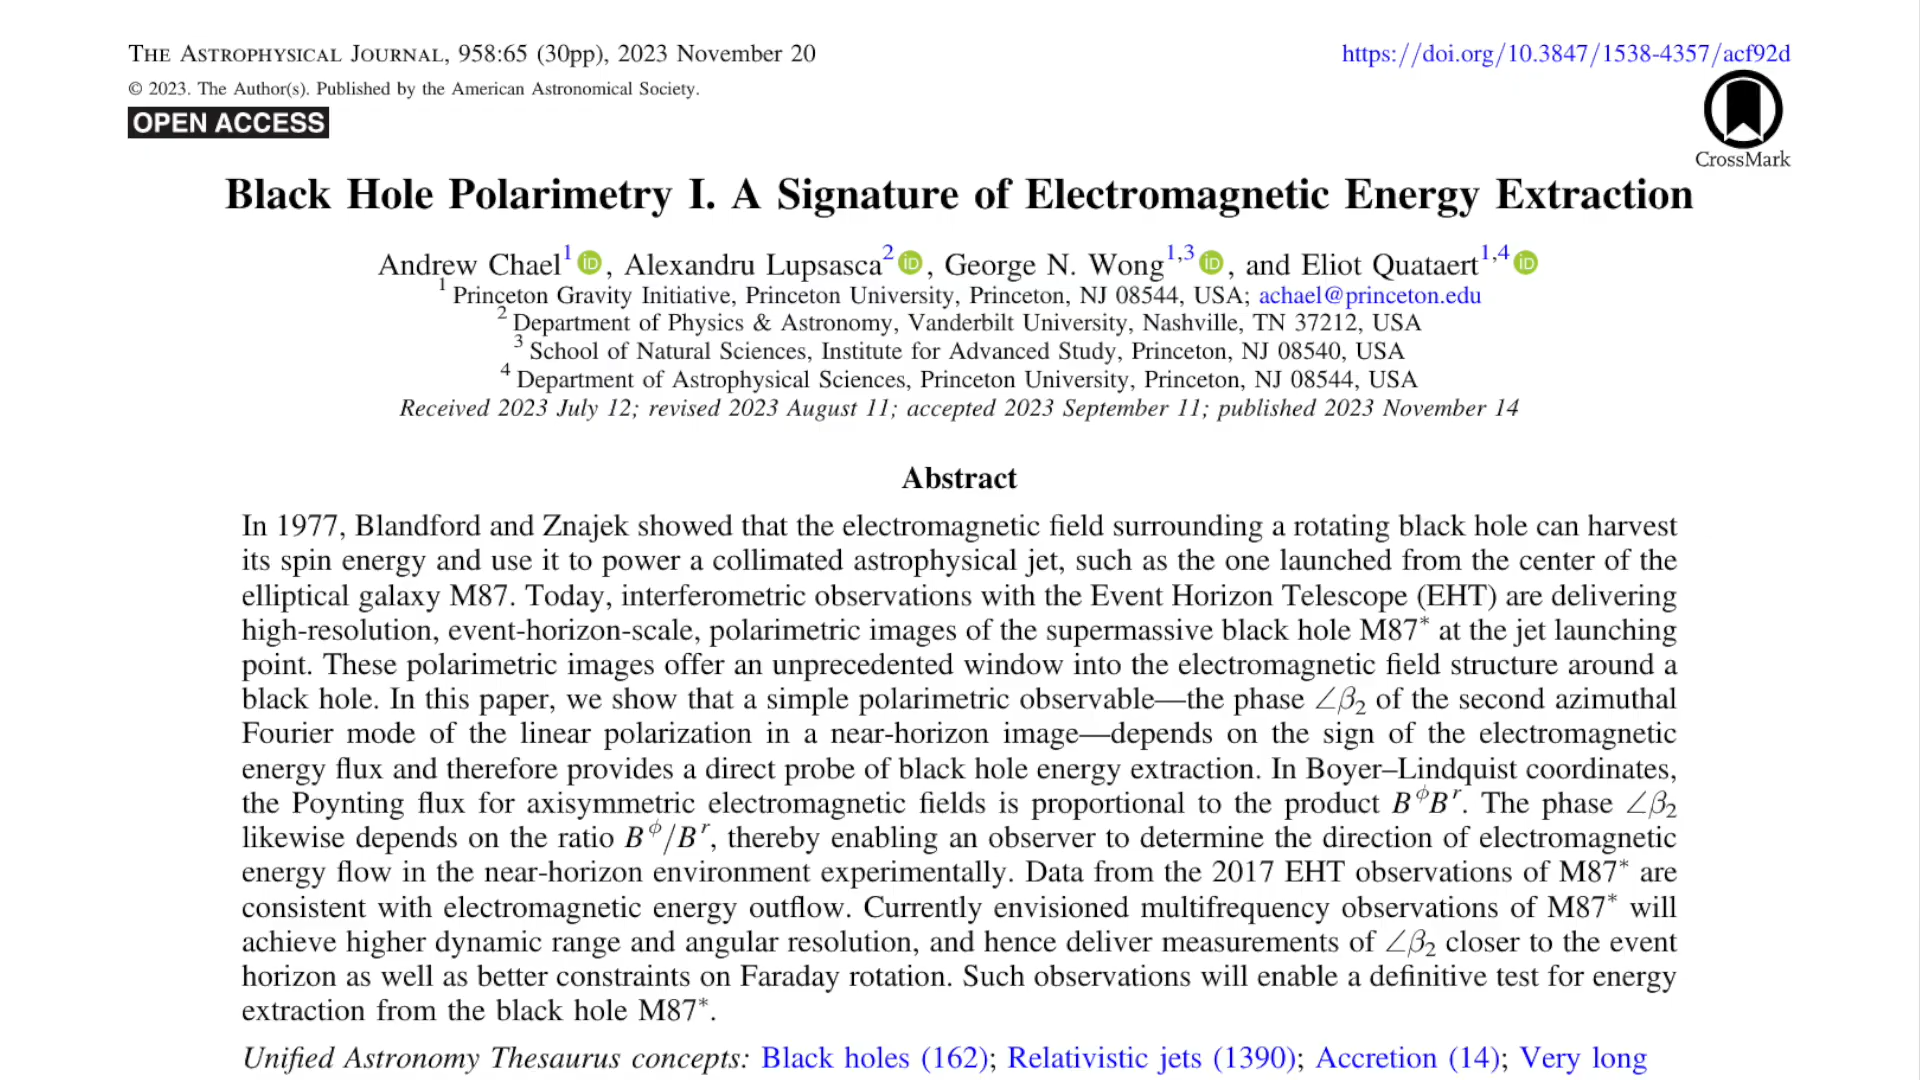 THE ASTROPHYSICAL JOURNAL, 958:65 (30pp), 2023 November 20
https://doi.org/10.3847/1538-4357/acf92d
© 2023. The Author(s). Published by the American Astronomical Society.
OPEN ACCESS
CrossMark
Black Hole Polarimetry I. A Signature of Electromagnetic Energy Extraction
Andrew Chael¹ iD, Alexandru Lupsasca² iD, George N. Wong¹,³ iD, and Eliot Quataert¹,⁴ iD
¹ Princeton Gravity Initiative, Princeton University, Princeton, NJ 08544, USA; achael@princeton.edu
² Department of Physics & Astronomy, Vanderbilt University, Nashville, TN 37212, USA
³ School of Natural Sciences, Institute for Advanced Study, Princeton, NJ 08540, USA
⁴ Department of Astrophysical Sciences, Princeton University, Princeton, NJ 08544, USA
Received 2023 July 12; revised 2023 August 11; accepted 2023 September 11; published 2023 November 14
Abstract
In 1977, Blandford and Znajek showed that the electromagnetic field surrounding a rotating black hole can harvest
its spin energy and use it to power a collimated astrophysical jet, such as the one launched from the center of the
elliptical galaxy M87. Today, interferometric observations with the Event Horizon Telescope (EHT) are delivering
high-resolution, event-horizon-scale, polarimetric images of the supermassive black hole M87* at the jet launching
point. These polarimetric images offer an unprecedented window into the electromagnetic field structure around a
black hole. In this paper, we show that a simple polarimetric observable—the phase ∠β₂ of the second azimuthal
Fourier mode of the linear polarization in a near-horizon image—depends on the sign of the electromagnetic
energy flux and therefore provides a direct probe of black hole energy extraction. In Boyer–Lindquist coordinates,
the Poynting flux for axisymmetric electromagnetic fields is proportional to the product B^ϕB^r. The phase ∠β₂
likewise depends on the ratio B^ϕ/B^r, thereby enabling an observer to determine the direction of electromagnetic
energy flow in the near-horizon environment experimentally. Data from the 2017 EHT observations of M87* are
consistent with electromagnetic energy outflow. Currently envisioned multifrequency observations of M87* will
achieve higher dynamic range and angular resolution, and hence deliver measurements of ∠β₂ closer to the event
horizon as well as better constraints on Faraday rotation. Such observations will enable a definitive test for energy
extraction from the black hole M87*.
Unified Astronomy Thesaurus concepts: Black holes (162); Relativistic jets (1390); Accretion (14); Very long